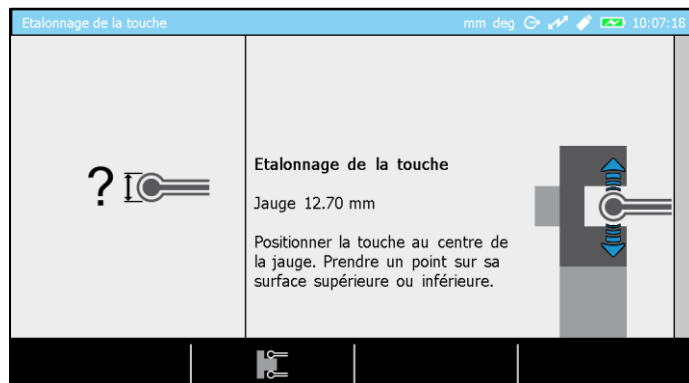 Etalonnage de la touche
mm deg 10:07:18
?
Etalonnage de la touche
Jauge 12.70 mm
Positionner la touche au centre de
la jauge. Prendre un point sur sa
surface supérieure ou inférieure.